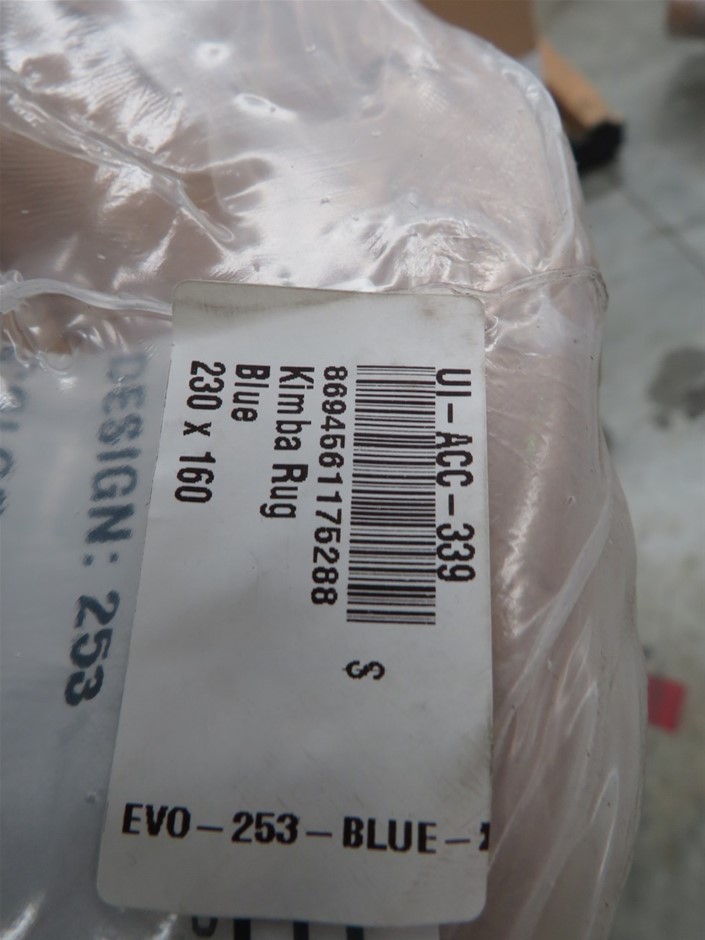 UI-ACC-339
8694561175288
Kimba Rug
Blue
230 x 160
$
EVO-253-BLUE-
DESIGN: 253